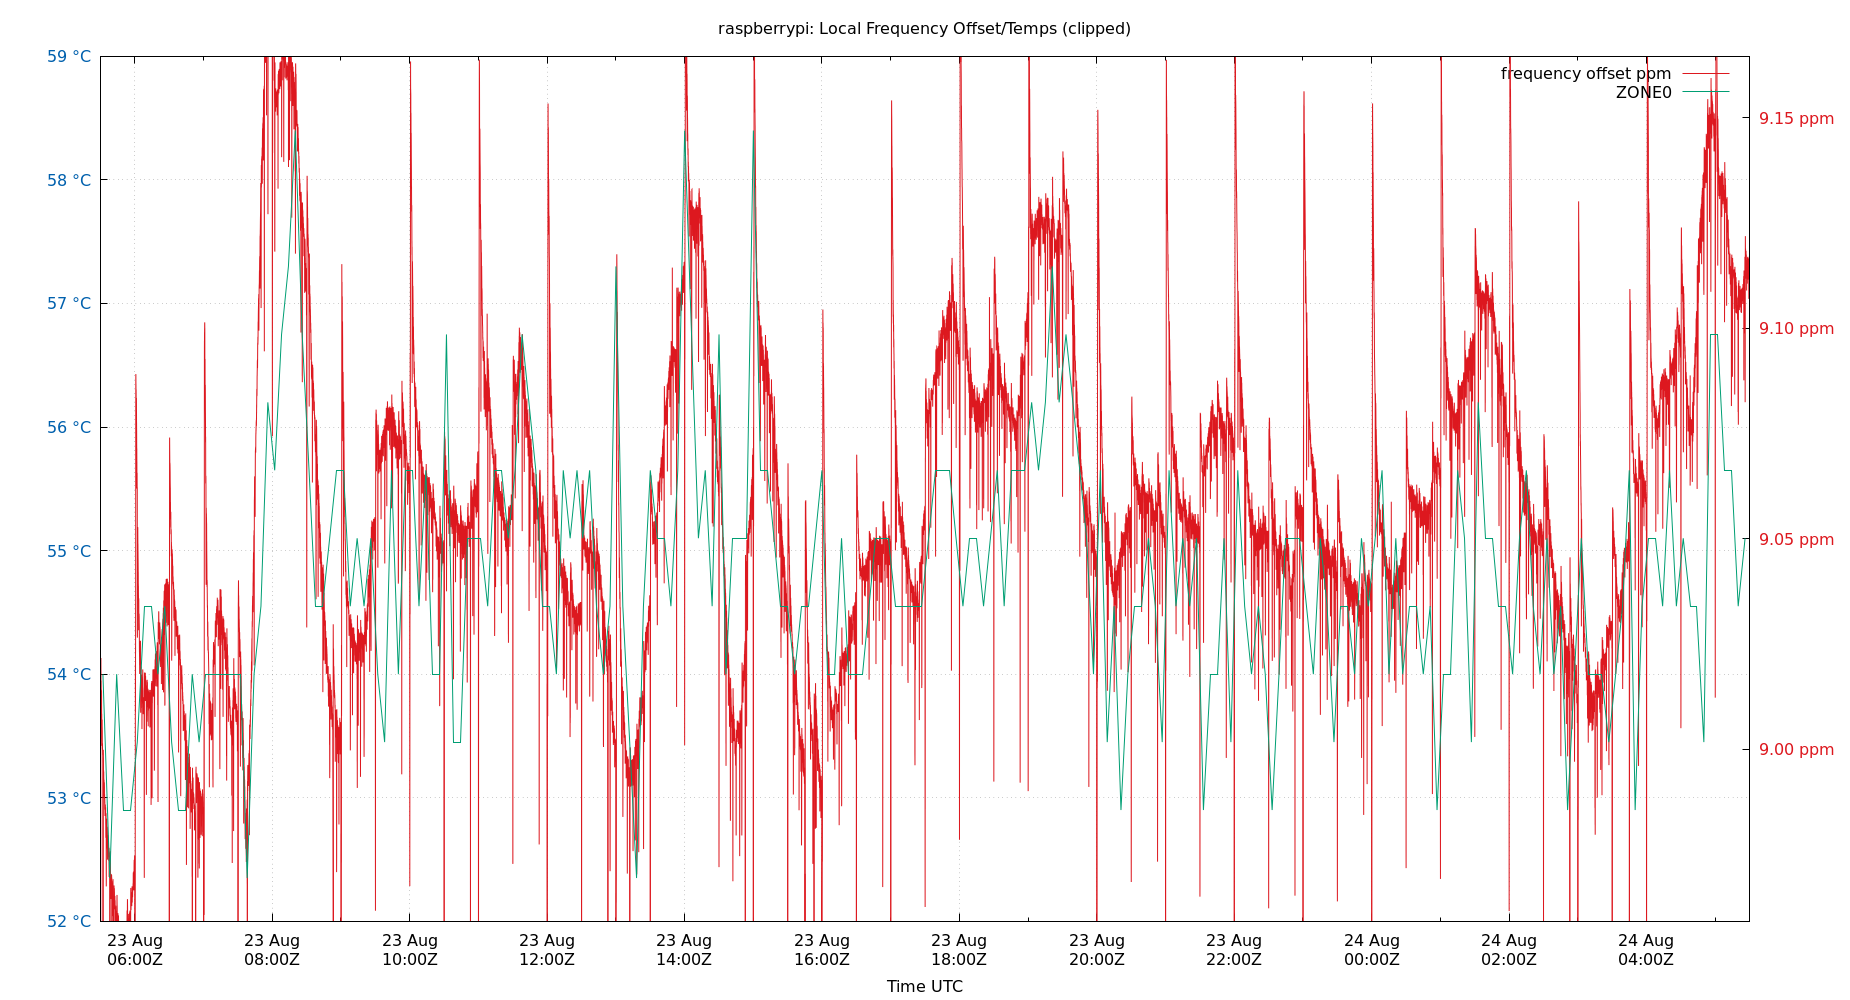 raspberrypi: Local Frequency Offset/Temps (clipped)
frequency offset ppm
ZONE0
59 °C
58 °C
57 °C
56 °C
55 °C
54 °C
53 °C
52 °C
9.15 ppm
9.10 ppm
9.05 ppm
9.00 ppm
23 Aug 23 Aug 23 Aug 23 Aug 23 Aug 23 Aug 23 Aug 23 Aug 23 Aug 24 Aug 24 Aug 24 Aug
06:00Z 08:00Z 10:00Z 12:00Z 14:00Z 16:00Z 18:00Z 20:00Z 22:00Z 00:00Z 02:00Z 04:00Z
Time UTC